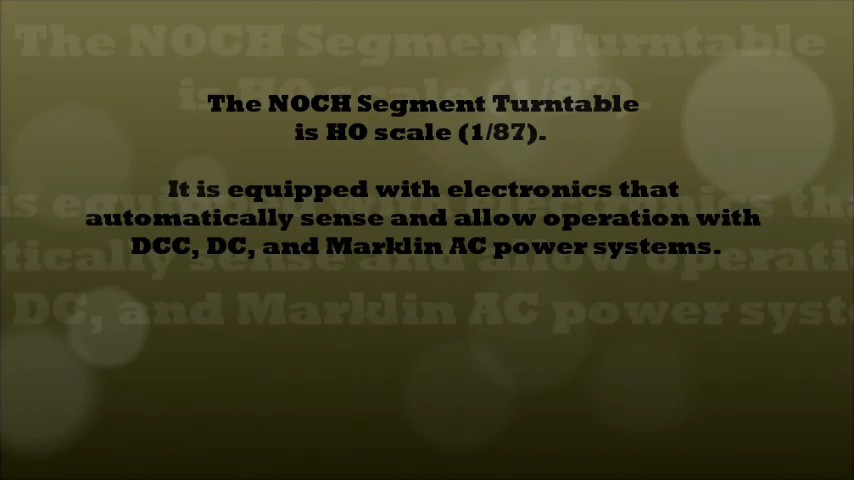 The NOCH Segment Turntable
is HO scale (1/87).
It is equipped with electronics that
automatically sense and allow operation with
DCC, DC, and Marklin AC power systems.